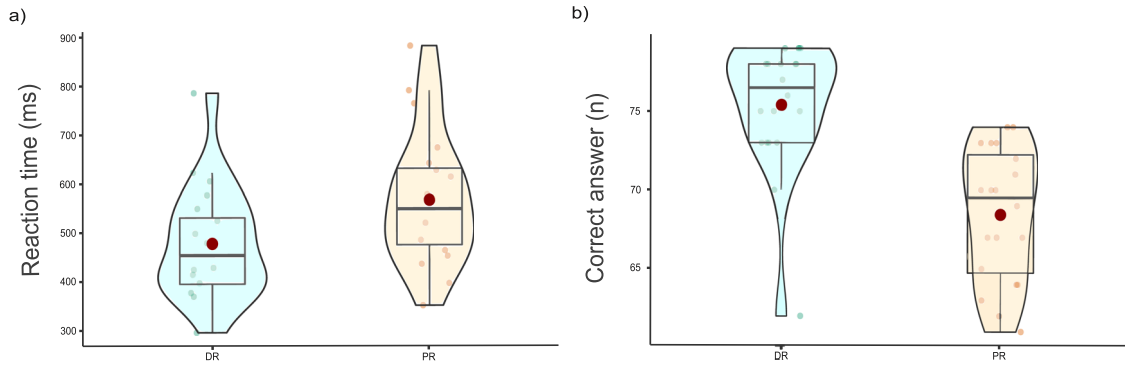 a)
Reaction time (ms)
900
800
700
600
500
400
300
DR
PR
b)
Correct answer (n)
75
70
65
DR
PR